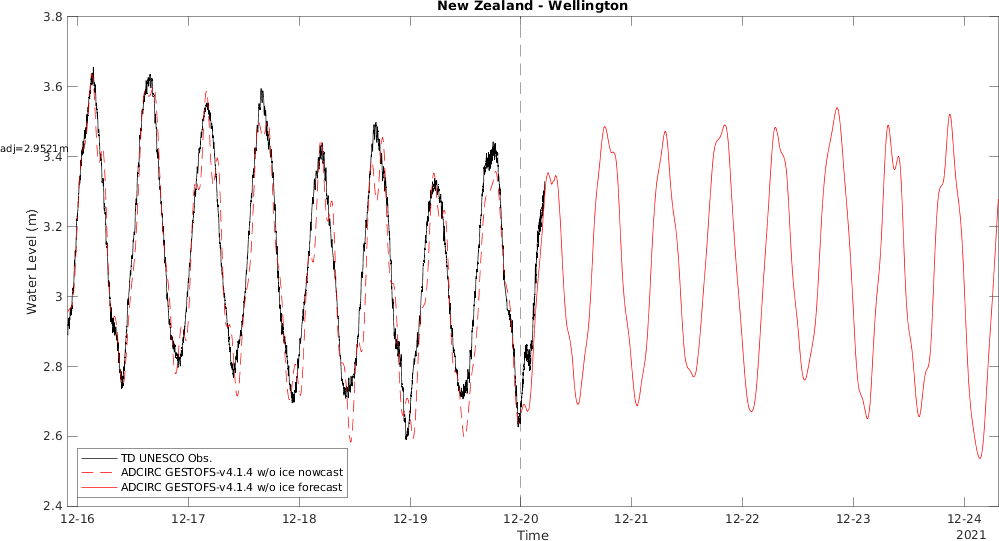 New Zealand - Wellington
3.8
3.6
adj=2.9521m
3.4
3.2
3
2.8
2.6
2.4
Water Level (m)
TD UNESCO Obs.
ADCIRC GESTOFS-v4.1.4 w/o ice nowcast
ADCIRC GESTOFS-v4.1.4 w/o ice forecast
12-16 12-17 12-18 12-19 12-20 12-21 12-22 12-23 12-24
Time
2021